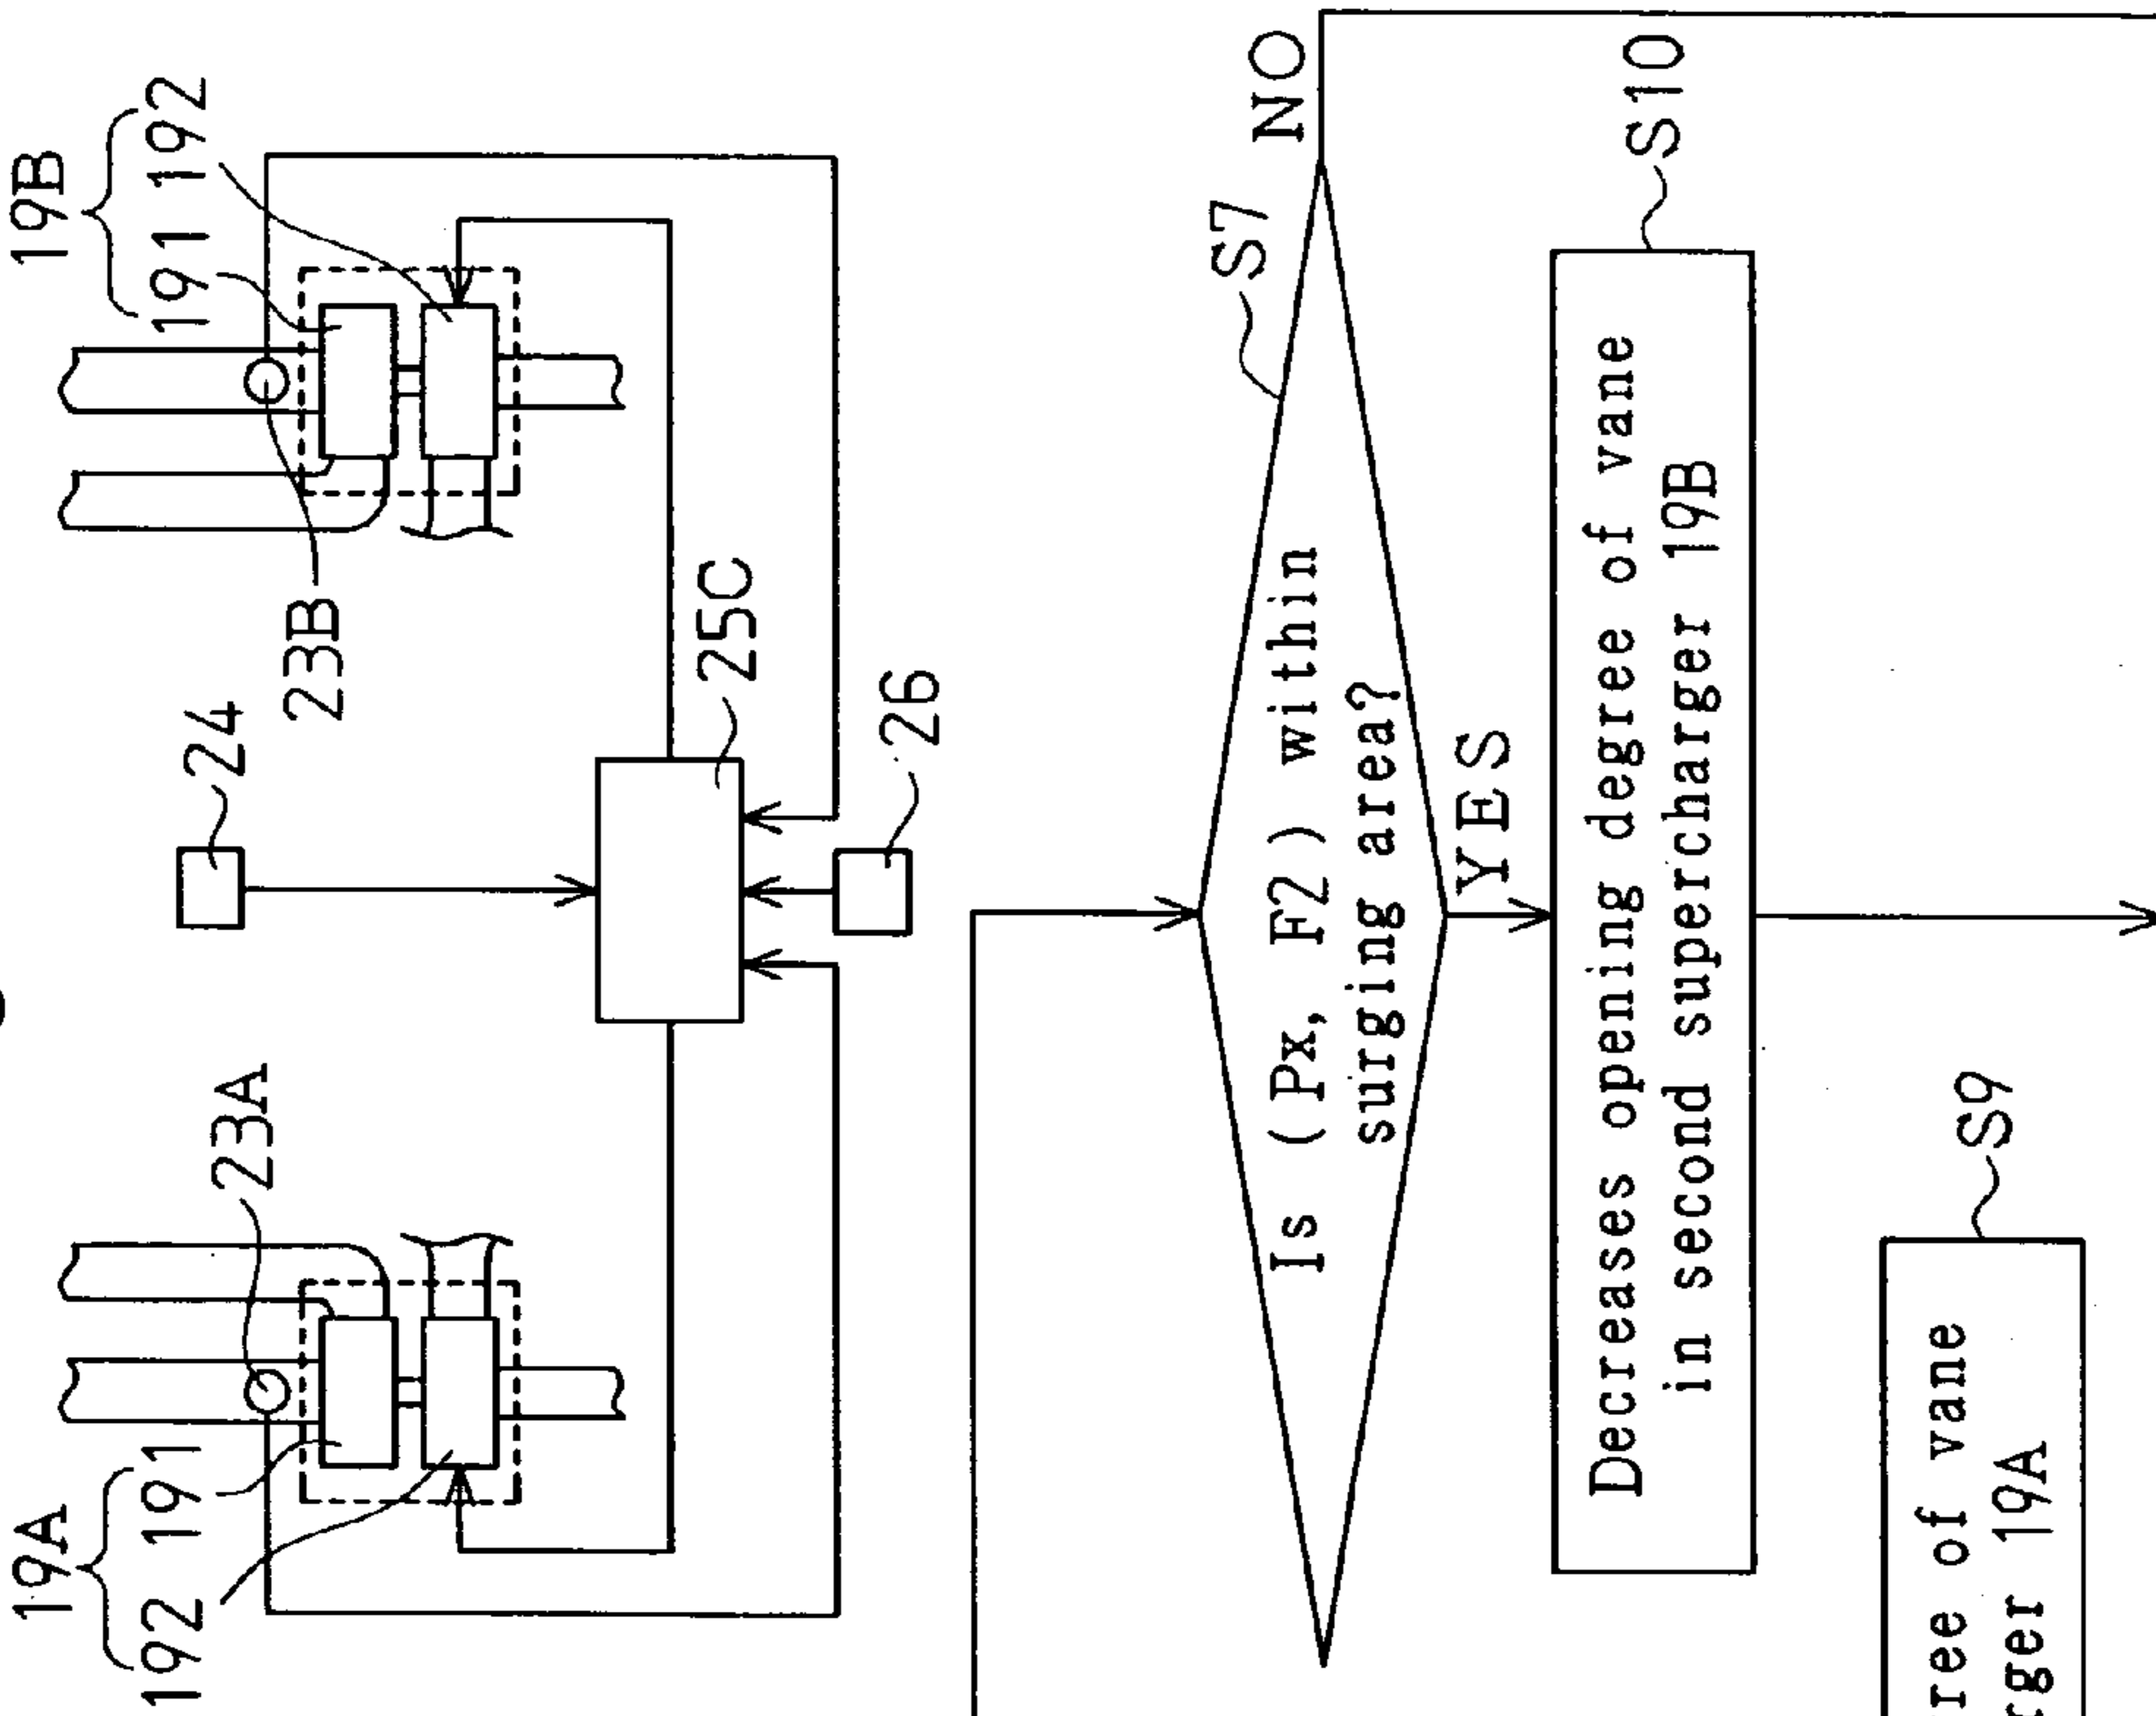 19A
192 191
23A
24
23B
19B
191 192
25C
26
S7
NO
Is (Px, F2) within
surging area?
YES
S10
Decreases opening degree of vane
in second supercharger 19B
S9
ree of vane
rger 19A